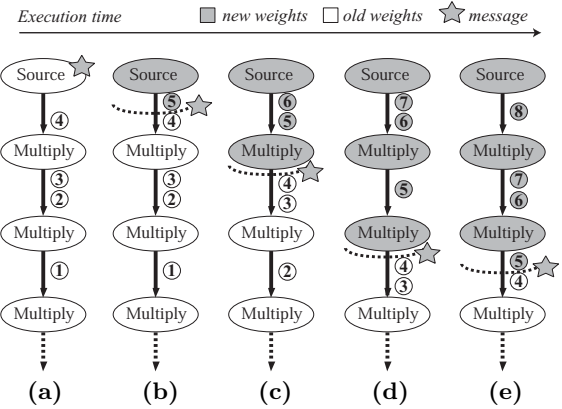 Execution time new weights old weights message
Source Source Source Source Source
4 5 4 6 5 7 6 8
Multiply Multiply Multiply Multiply Multiply
3 2 3 2 4 3 5 7 6
Multiply Multiply Multiply Multiply Multiply
1 1 2 4 3 5 4
Multiply Multiply Multiply Multiply Multiply
(a) (b) (c) (d) (e)